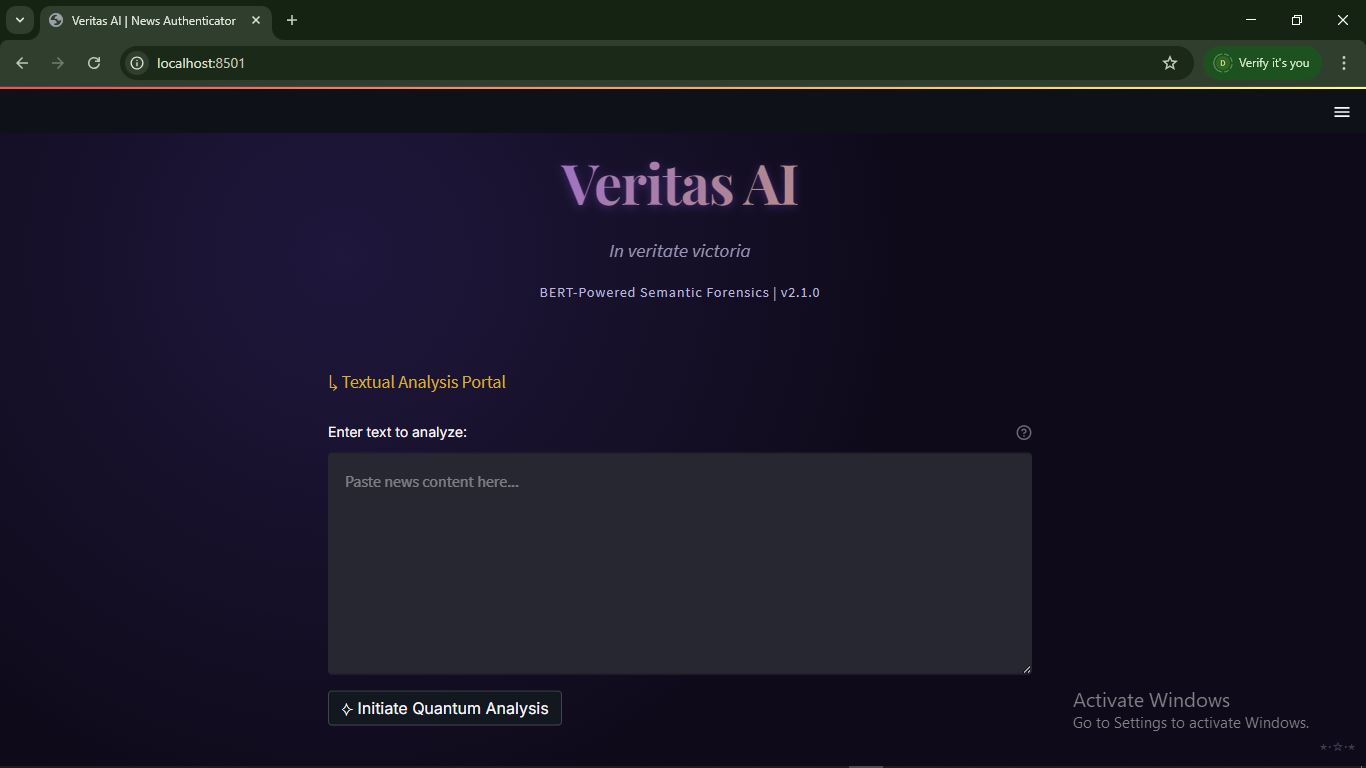 Veritas AI | News Authenticator
localhost:8501
D
Verify it's you
Veritas AI
In veritate victoria
BERT-Powered Semantic Forensics | v2.1.0
↳ Textual Analysis Portal
Enter text to analyze:
Paste news content here...
Initiate Quantum Analysis
Activate Windows
Go to Settings to activate Windows.